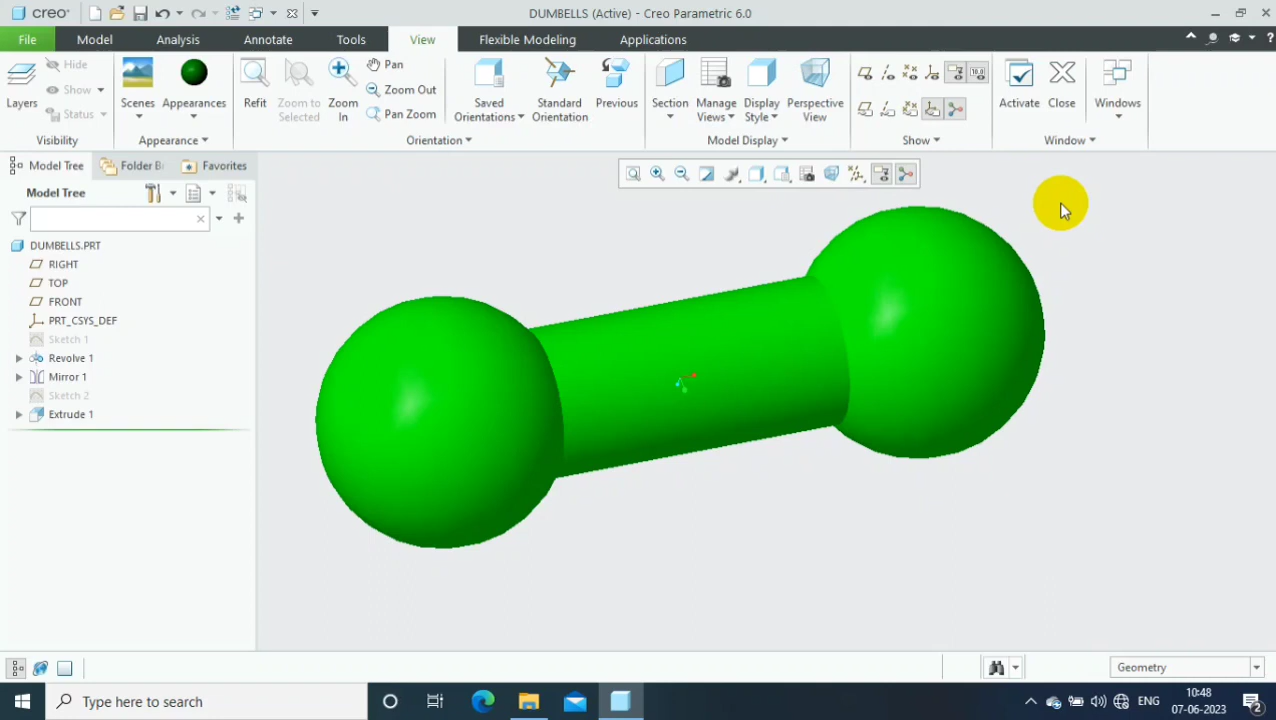 creo° DUMBELLS (Active) - Creo Parametric 6.0
File Model Analysis Annotate Tools View Flexible Modeling Applications
Layers
Hide
Show
Status
Visibility
Scenes Appearances
Appearance
Refit Zoom to Selected Zoom In
Pan
Zoom Out
Pan Zoom
Saved Orientations Standard Orientation Previous
Orientation
Section Manage Views Display Style Perspective View
Model Display
10.0
Show
Activate Close Windows
Window
Model Tree Folder B Favorites
Model Tree
DUMBELLS.PRT
RIGHT
TOP
FRONT
PRT_CSYS_DEF
Sketch 1
Revolve 1
Mirror 1
Sketch 2
Extrude 1
Geometry
Type here to search
ENG
10:48
07-06-2023
2